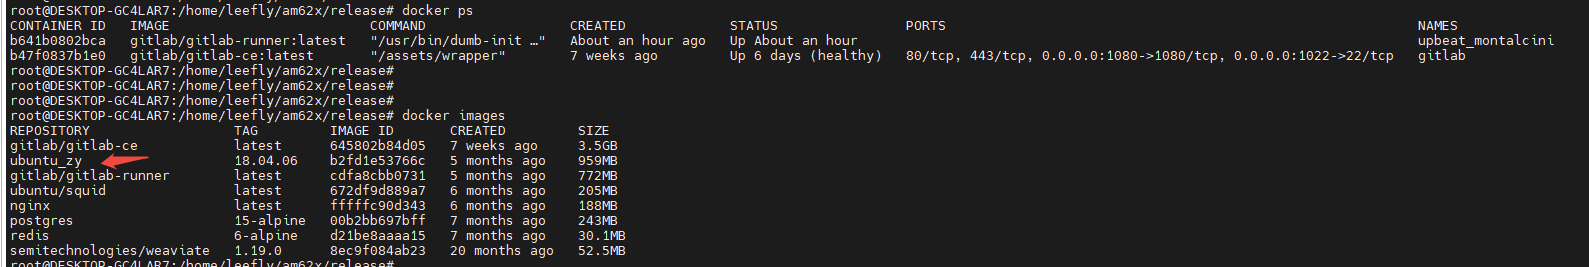 root@DESKTOP-GC4LAR7:/home/leefly/am62x/release# docker ps
CONTAINER ID   IMAGE                         COMMAND                  CREATED             STATUS                  PORTS                                                              NAMES
b641b0802bca   gitlab/gitlab-runner:latest   "/usr/bin/dumb-init …"   About an hour ago   Up About an hour                                                                           upbeat_montalcini
b47f0837b1e0   gitlab/gitlab-ce:latest       "/assets/wrapper"        7 weeks ago         Up 6 days (healthy)     80/tcp, 443/tcp, 0.0.0.0:1080->1080/tcp, 0.0.0.0:1022->22/tcp   gitlab
root@DESKTOP-GC4LAR7:/home/leefly/am62x/release#
root@DESKTOP-GC4LAR7:/home/leefly/am62x/release#
root@DESKTOP-GC4LAR7:/home/leefly/am62x/release#
root@DESKTOP-GC4LAR7:/home/leefly/am62x/release# docker images
REPOSITORY                  TAG         IMAGE ID       CREATED         SIZE
gitlab/gitlab-ce            latest      645802b84d05   7 weeks ago     3.5GB
ubuntu_zy                   18.04.06    b2fd1e53766c   5 months ago    959MB
gitlab/gitlab-runner        latest      cdfa8cbb0731   5 months ago    772MB
ubuntu/squid                latest      672df9d889a7   6 months ago    205MB
nginx                       latest      fffffc90d343   6 months ago    188MB
postgres                    15-alpine   00b2bb697bff   7 months ago    243MB
redis                       6-alpine    d21be8aaaa15   7 months ago    30.1MB
semitechnologies/weaviate   1.19.0      8ec9f084ab23   20 months ago   52.5MB
root@DESKTOP-GC4LAR7:/home/leefly/am62x/release#